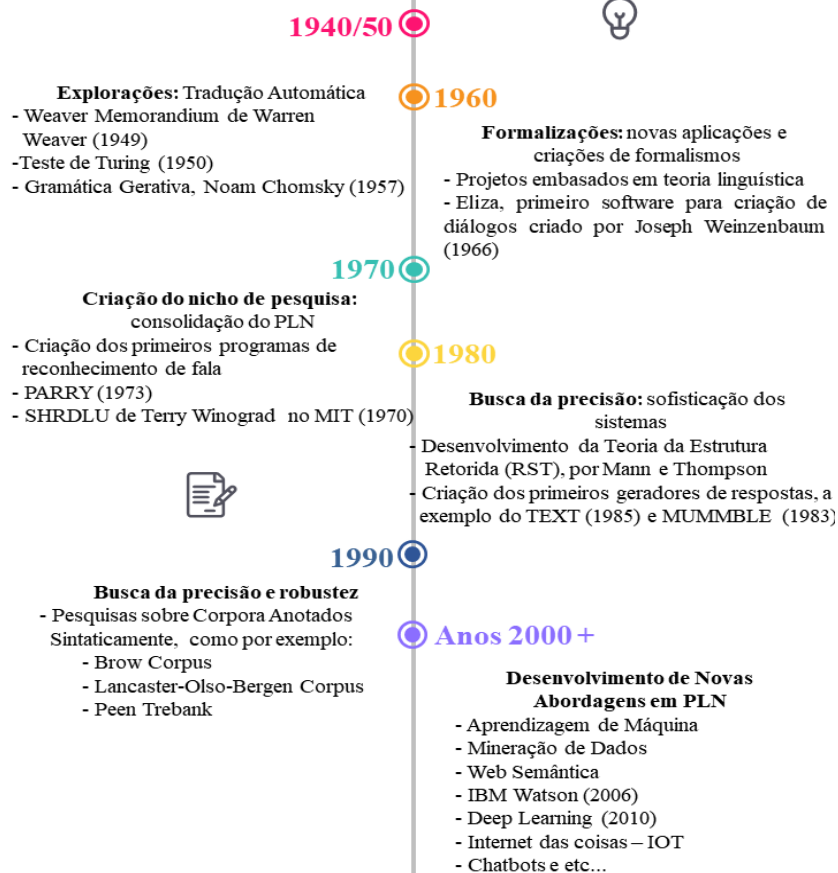 1940/50
Explorações: Tradução Automática
- Weaver Memorandium de Warren
Weaver (1949)
-Teste de Turing (1950)
- Gramática Gerativa, Noam Chomsky (1957)
1960
Formalizações: novas aplicações e
criações de formalismos
- Projetos embasados em teoria linguística
- Eliza, primeiro software para criação de
diálogos criado por Joseph Weinzenbaum
(1966)
1970
Criação do nicho de pesquisa:
consolidação do PLN
- Criação dos primeiros programas de
reconhecimento de fala
- PARRY (1973)
- SHRDLU de Terry Winograd no MIT (1970)
1980
Busca da precisão: sofisticação dos
sistemas
- Desenvolvimento da Teoria da Estrutura
Retorida (RST), por Mann e Thompson
- Criação dos primeiros geradores de respostas, a
exemplo do TEXT (1985) e MUMMBLE (1983)
1990
Busca da precisão e robustez
- Pesquisas sobre Corpora Anotados
Sintaticamente, como por exemplo:
- Brow Corpus
- Lancaster-Olso-Bergen Corpus
- Peen Trebank
Anos 2000 +
Desenvolvimento de Novas
Abordagens em PLN
- Aprendizagem de Máquina
- Mineração de Dados
- Web Semântica
- IBM Watson (2006)
- Deep Learning (2010)
- Internet das coisas – IOT
- Chatbots e etc...